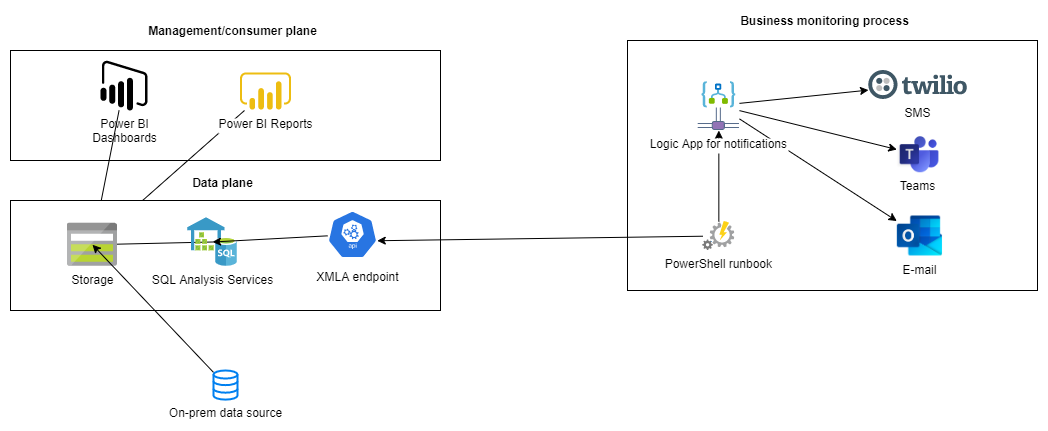 Business monitoring process
Management/consumer plane
Power BI
Dashboards
Power BI Reports
twilio
SMS
Logic App for notifications
T
Teams
Data plane
SQL
api
Storage
SQL Analysis Services
XMLA endpoint
PowerShell runbook
O
E-mail
On-prem data source